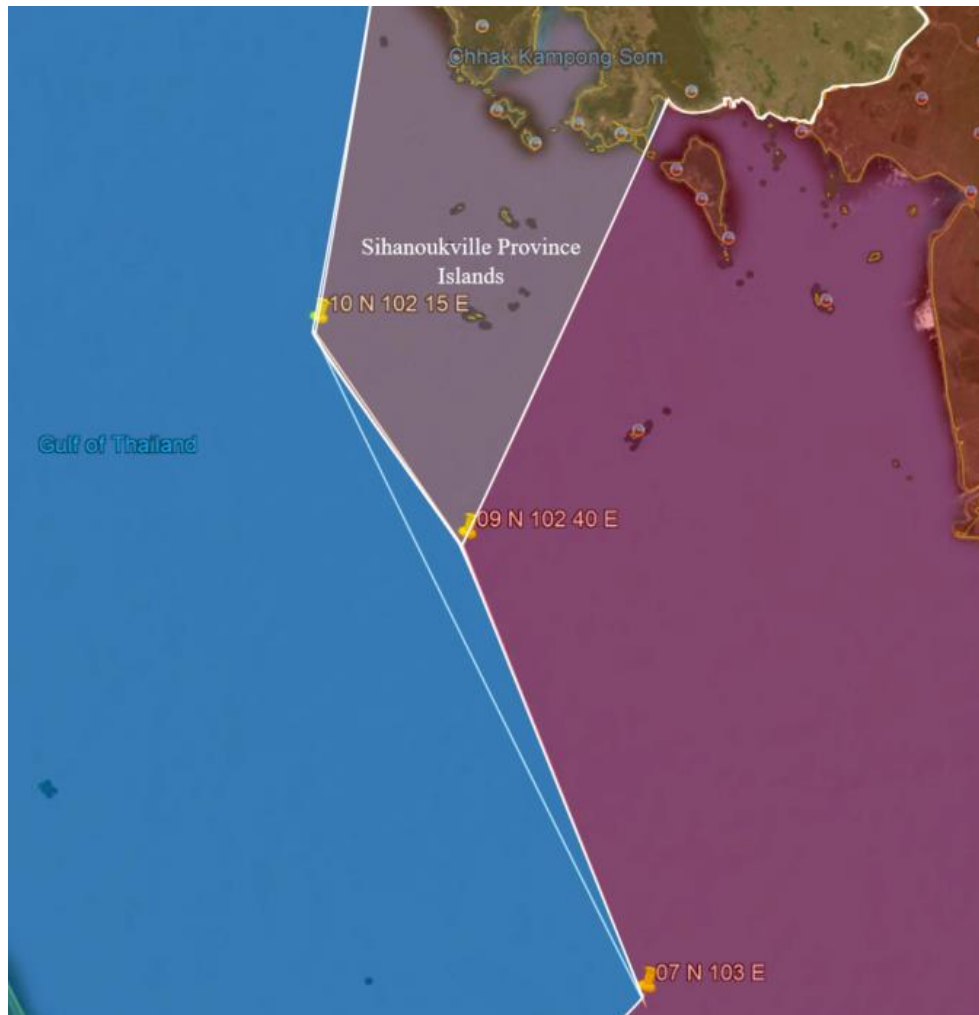 Chhak Kampong Som
Sihanoukville Province
Islands
10 N 102 15 E
Gulf of Thailand
09 N 102 40 E
07 N 103 E